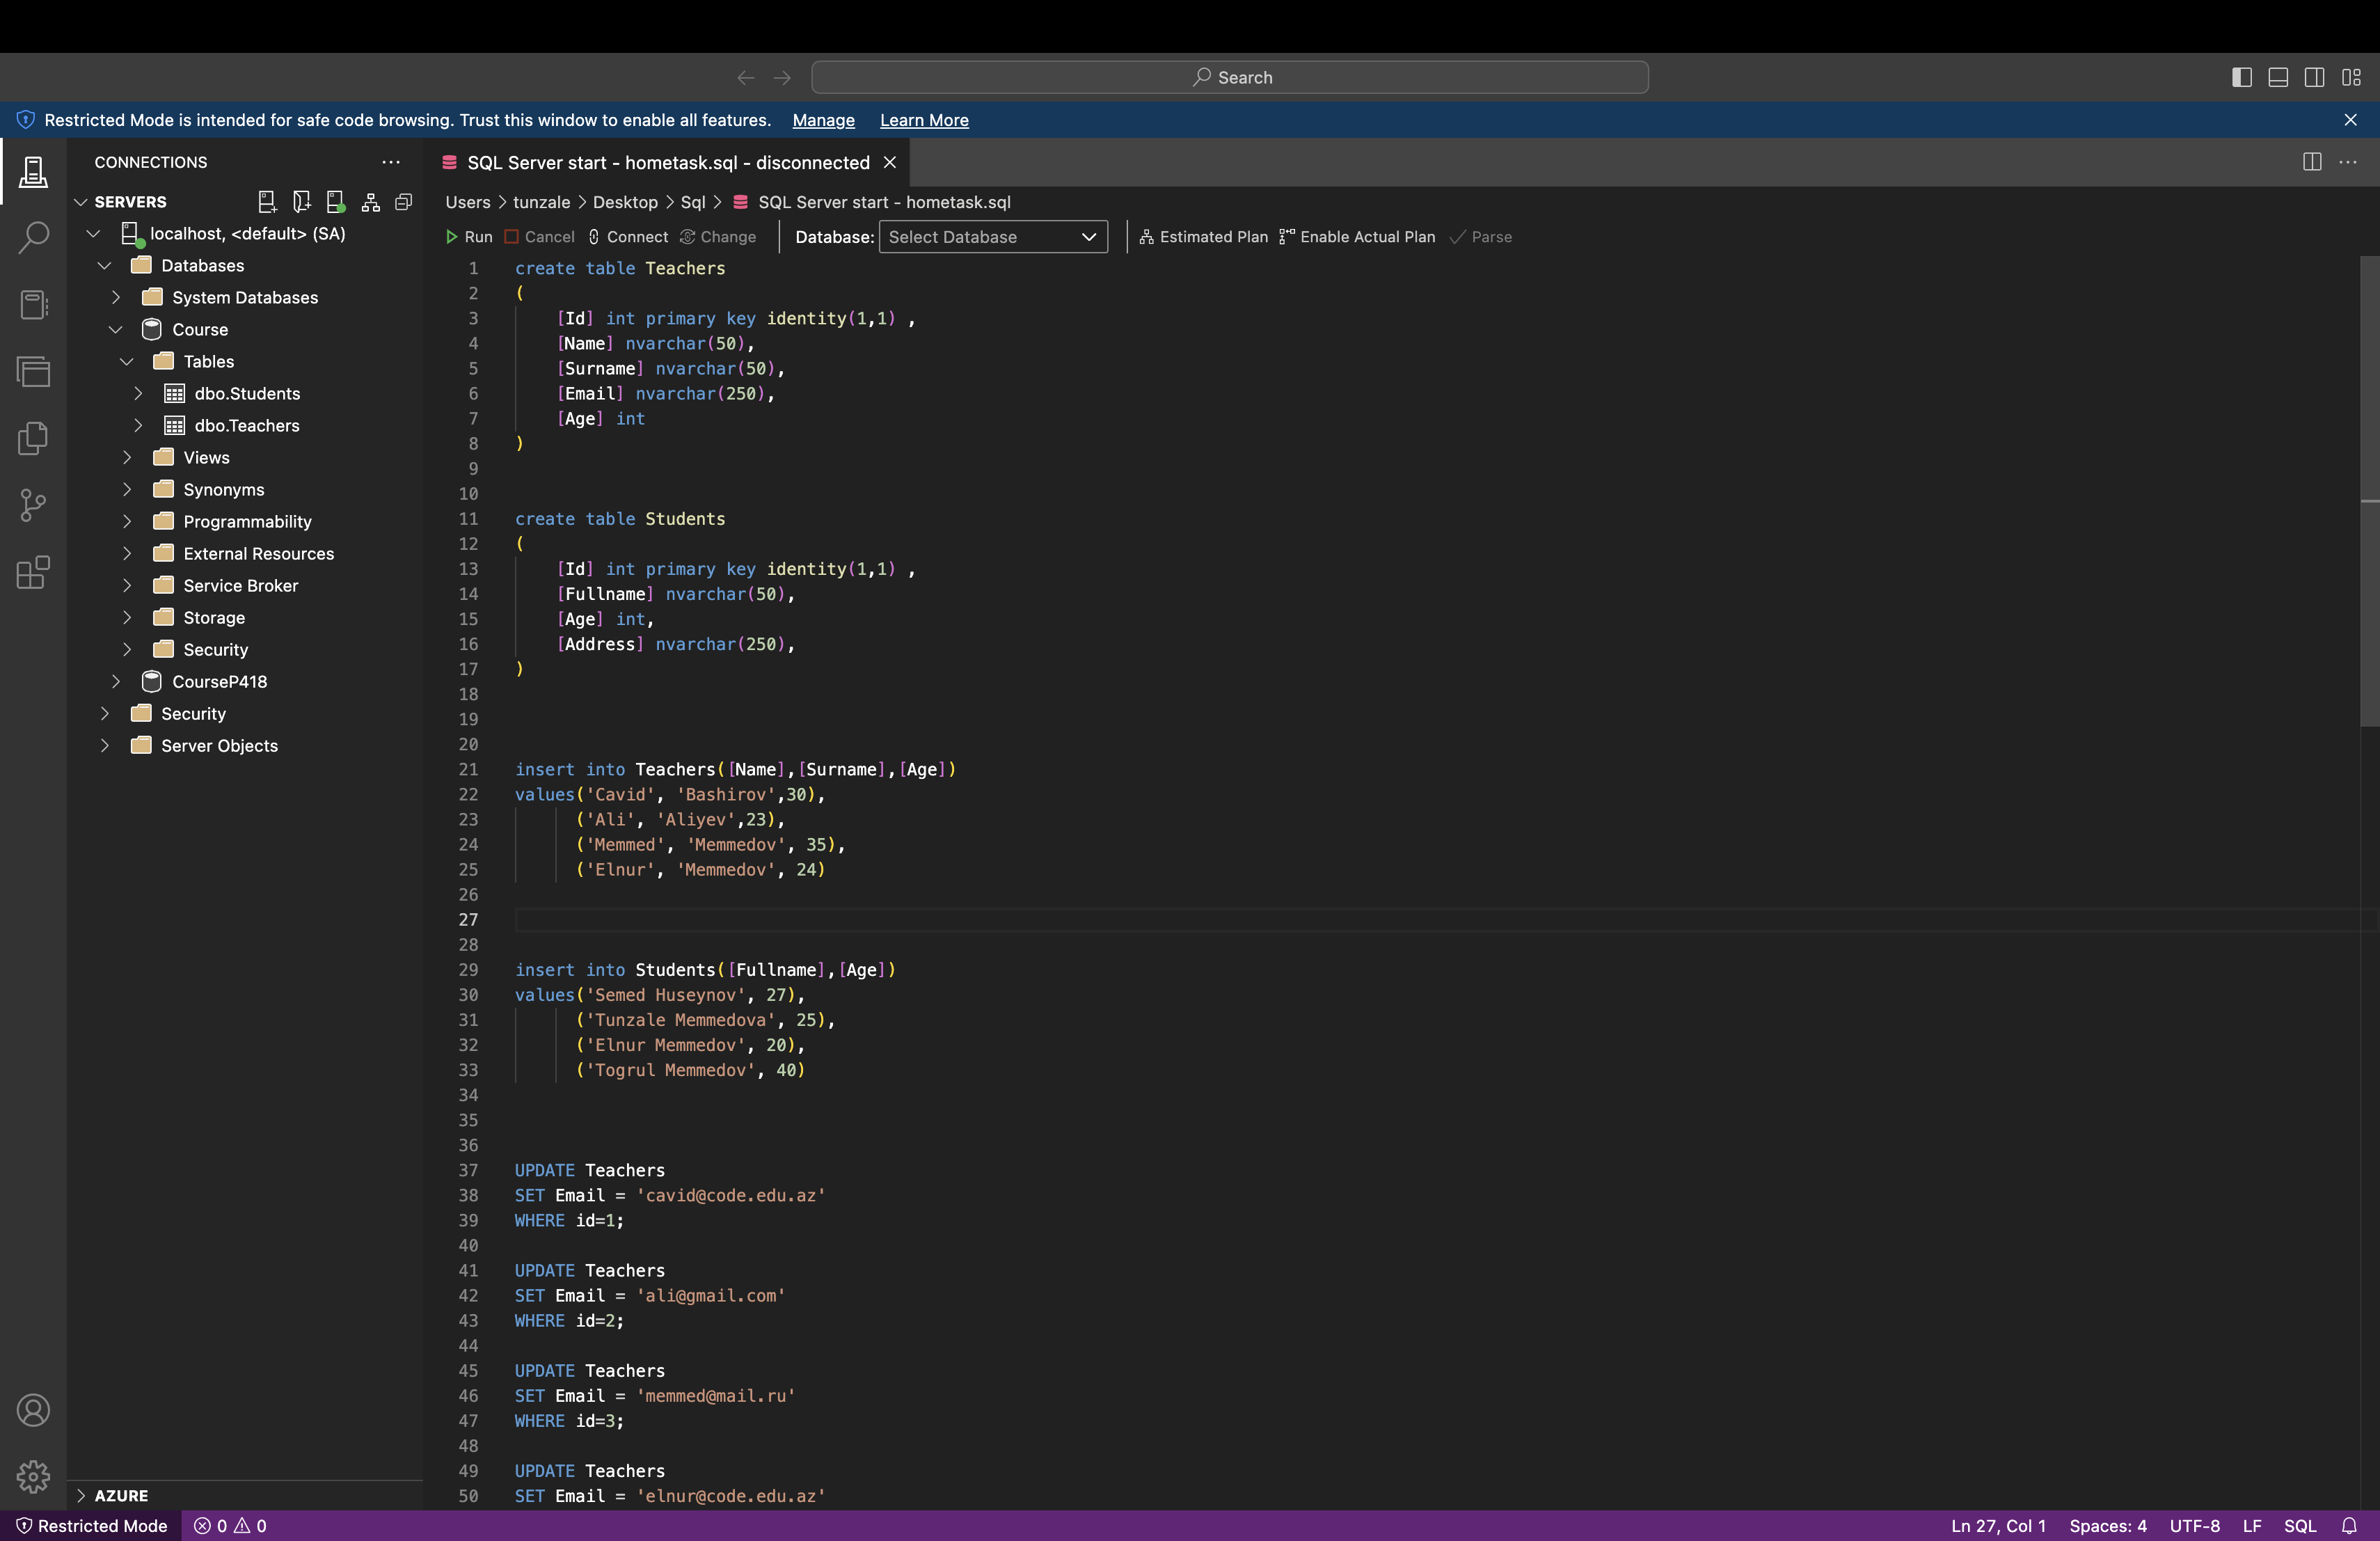 Search
Restricted Mode is intended for safe code browsing. Trust this window to enable all features. Manage Learn More
CONNECTIONS
SERVERS
localhost, <default> (SA)
Databases
System Databases
Course
Tables
dbo.Students
dbo.Teachers
Views
Synonyms
Programmability
External Resources
Service Broker
Storage
Security
CourseP418
Security
Server Objects
AZURE
SQL Server start - hometask.sql - disconnected
Users > tunzale > Desktop > Sql > SQL Server start - hometask.sql
Run Cancel Connect Change Database: Select Database Estimated Plan Enable Actual Plan Parse
1 create table Teachers
2 (
3 [Id] int primary key identity(1,1) ,
4 [Name] nvarchar(50),
5 [Surname] nvarchar(50),
6 [Email] nvarchar(250),
7 [Age] int
8 )
9
10
11 create table Students
12 (
13 [Id] int primary key identity(1,1) ,
14 [Fullname] nvarchar(50),
15 [Age] int,
16 [Address] nvarchar(250),
17 )
18
19
20
21 insert into Teachers([Name],[Surname],[Age])
22 values('Cavid', 'Bashirov',30),
23 ('Ali', 'Aliyev',23),
24 ('Memmed', 'Memmedov', 35),
25 ('Elnur', 'Memmedov', 24)
26
27
28
29 insert into Students([Fullname],[Age])
30 values('Semed Huseynov', 27),
31 ('Tunzale Memmedova', 25),
32 ('Elnur Memmedov', 20),
33 ('Togrul Memmedov', 40)
34
35
36
37 UPDATE Teachers
38 SET Email = 'cavid@code.edu.az'
39 WHERE id=1;
40
41 UPDATE Teachers
42 SET Email = 'ali@gmail.com'
43 WHERE id=2;
44
45 UPDATE Teachers
46 SET Email = 'memmed@mail.ru'
47 WHERE id=3;
48
49 UPDATE Teachers
50 SET Email = 'elnur@code.edu.az'
Restricted Mode 0 0 Ln 27, Col 1 Spaces: 4 UTF-8 LF SQL